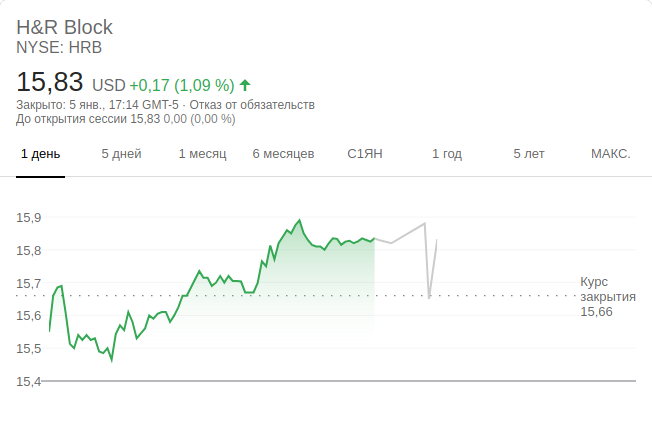 H&R Block
NYSE: HRB
15,83 USD +0,17 (1,09 %)
Закрыто: 5 янв., 17:14 GMT-5 · Отказ от обязательств
До открытия сессии 15,83 0,00 (0,00 %)
1 день 5 дней 1 месяц 6 месяцев С1ЯН 1 год 5 лет МАКС.
15,9
15,8
15,7
15,6
15,5
15,4
Курс
закрытия
15,66